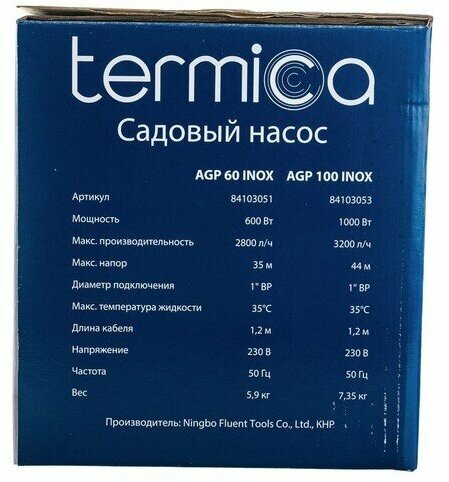 termica
Садовый насос
AGP 60 INOX AGP 100 INOX
Артикул 84103051 84103053
Мощность 600 Вт 1000 Вт
Макс. производительность 2800 л/ч 3200 л/ч
Макс. напор 35 м 44 м
Диаметр подключения 1" ВР 1" ВР
Макс. температура жидкости 35°C 35°C
Длина кабеля 1,2 м 1,2 м
Напряжение 230 В 230 В
Частота 50 Гц 50 Гц
Вес 5,9 кг 7,35 кг
Производитель: Ningbo Fluent Tools Co., Ltd., КНР